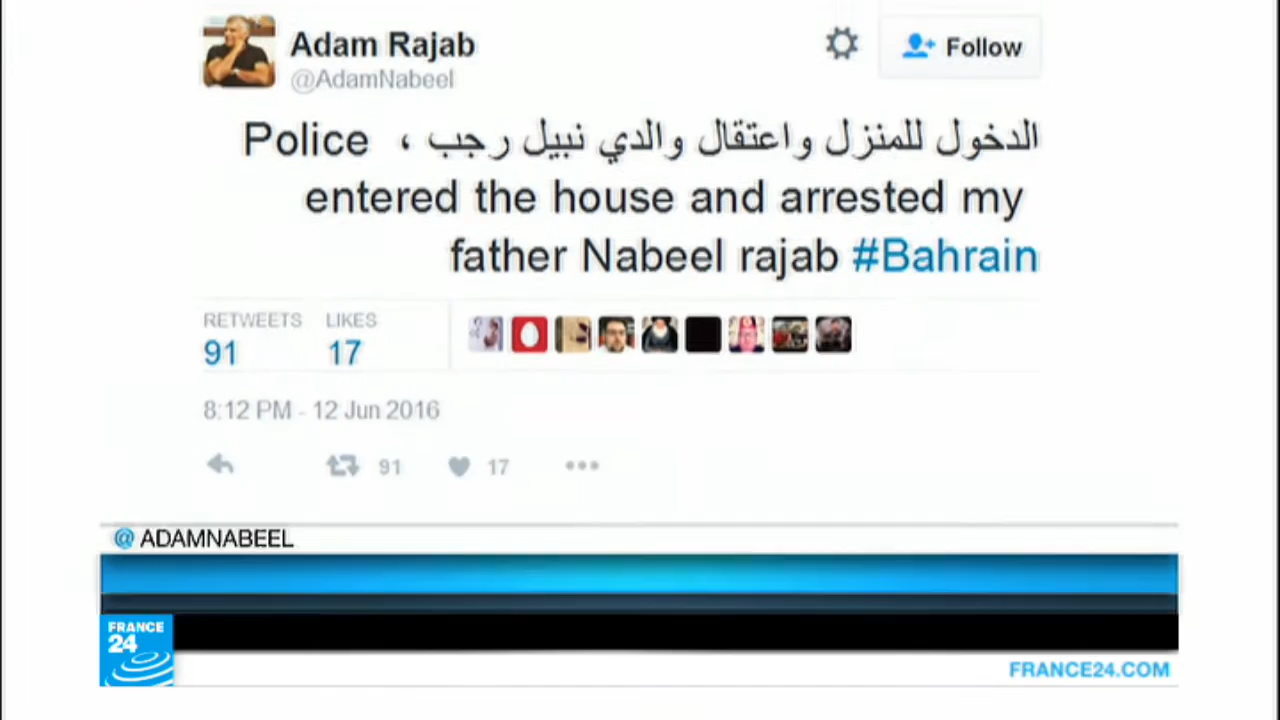 Adam Rajab
@AdamNabeel
Follow
الدخول للمنزل واعتقال والدي نبيل رجب ، Police
entered the house and arrested my
father Nabeel rajab #Bahrain
RETWEETS LIKES
91 17
8:12 PM - 12 Jun 2016
91 17
@ ADAMNABEEL
FRANCE
24
FRANCE24.COM